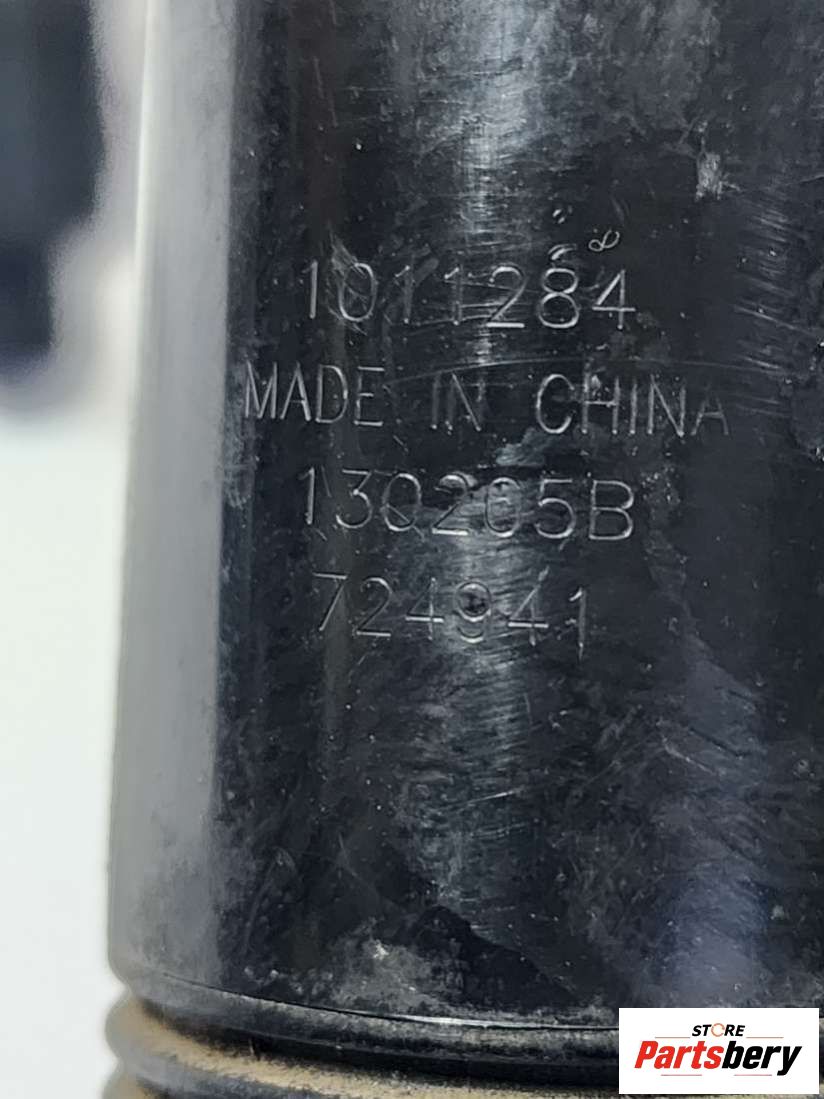 1011284
MADE IN CHINA
130205B
724941
STORE
Partsbery